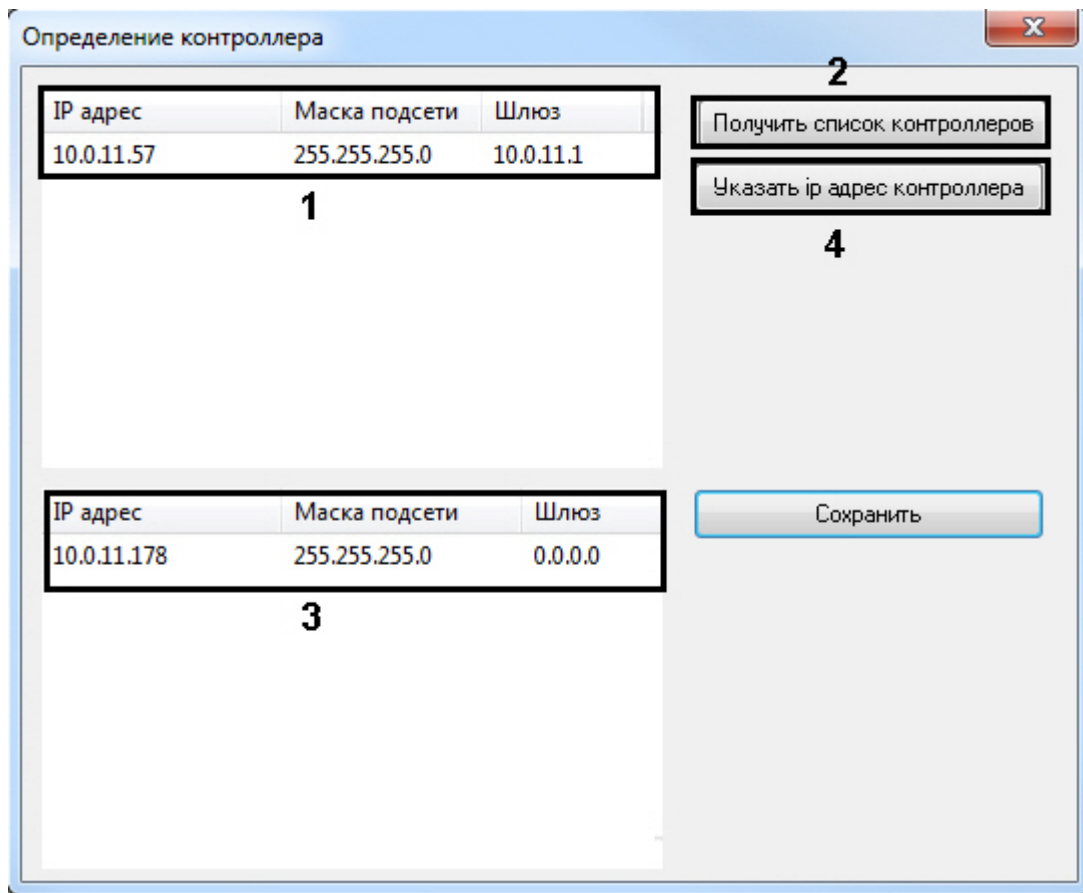 Определение контроллера
2
IP адрес Маска подсети Шлюз
Получить список контроллеров
10.0.11.57 255.255.255.0 10.0.11.1
Указать ip адрес контроллера
1
4
IP адрес Маска подсети Шлюз
Сохранить
10.0.11.178 255.255.255.0 0.0.0.0
3